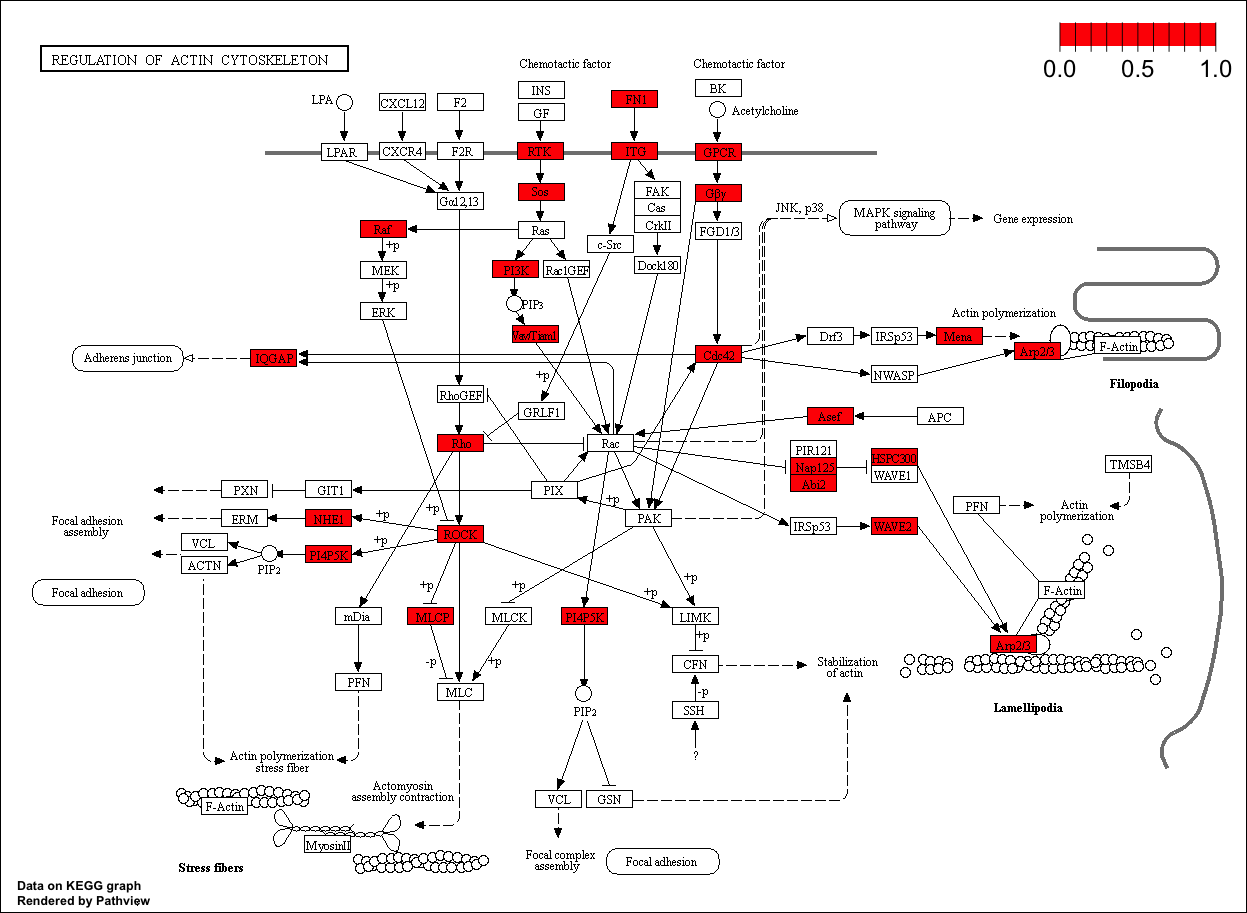 REGULATION OF ACTIN CYTOSKELETON
0.0 0.5 1.0
Chemotactic factor
Chemotactic factor
LPA
CXCL12
F2
INS
GF
FN1
BK
Acetylcholine
LPAR
CXCR4
F2R
RTK
ITG
GPCR
Gα12,13
Sos
FAK
Cas
CrkII
Gβγ
JNK, p38
MAPK signaling
pathway
Gene expression
Raf
+p
Ras
c-Src
FGD1/3
MEK
+p
PI3K
Rac1GEF
Dock180
ERK
PIP3
Vav/Tiam1
Actin polymerization
Drf3
IRSp53
Mena
Arp2/3
F-Actin
Adherens junction
IQGAP
Cdc42
NWASP
Filopodia
+p
RhoGEF
GRLF1
Asef
APC
Rho
Rac
PIR121
Nap125
Abi2
HSPC300
WAVE1
TMSB4
PXN
GIT1
PIX
+p
PFN
Actin
polymerization
Focal adhesion
assembly
ERM
NHE1
+p
+p
ROCK
PAK
IRSp53
WAVE2
VCL
ACTN
PIP2
PI4P5K
+p
Focal adhesion
+p
+p
+p
+p
F-Actin
mDia
MLCP
MLCK
PI4P5K
LIMK
+p
Arp2/3
-p
+p
CFN
Stabilization
of actin
PFN
MLC
-p
SSH
PIP2
Lamellipodia
?
Actin polymerization
stress fiber
Actomyosin
assembly contraction
F-Actin
VCL
GSN
MyosinII
Stress fibers
Focal complex
assembly
Focal adhesion
Data on KEGG graph
Rendered by Pathview